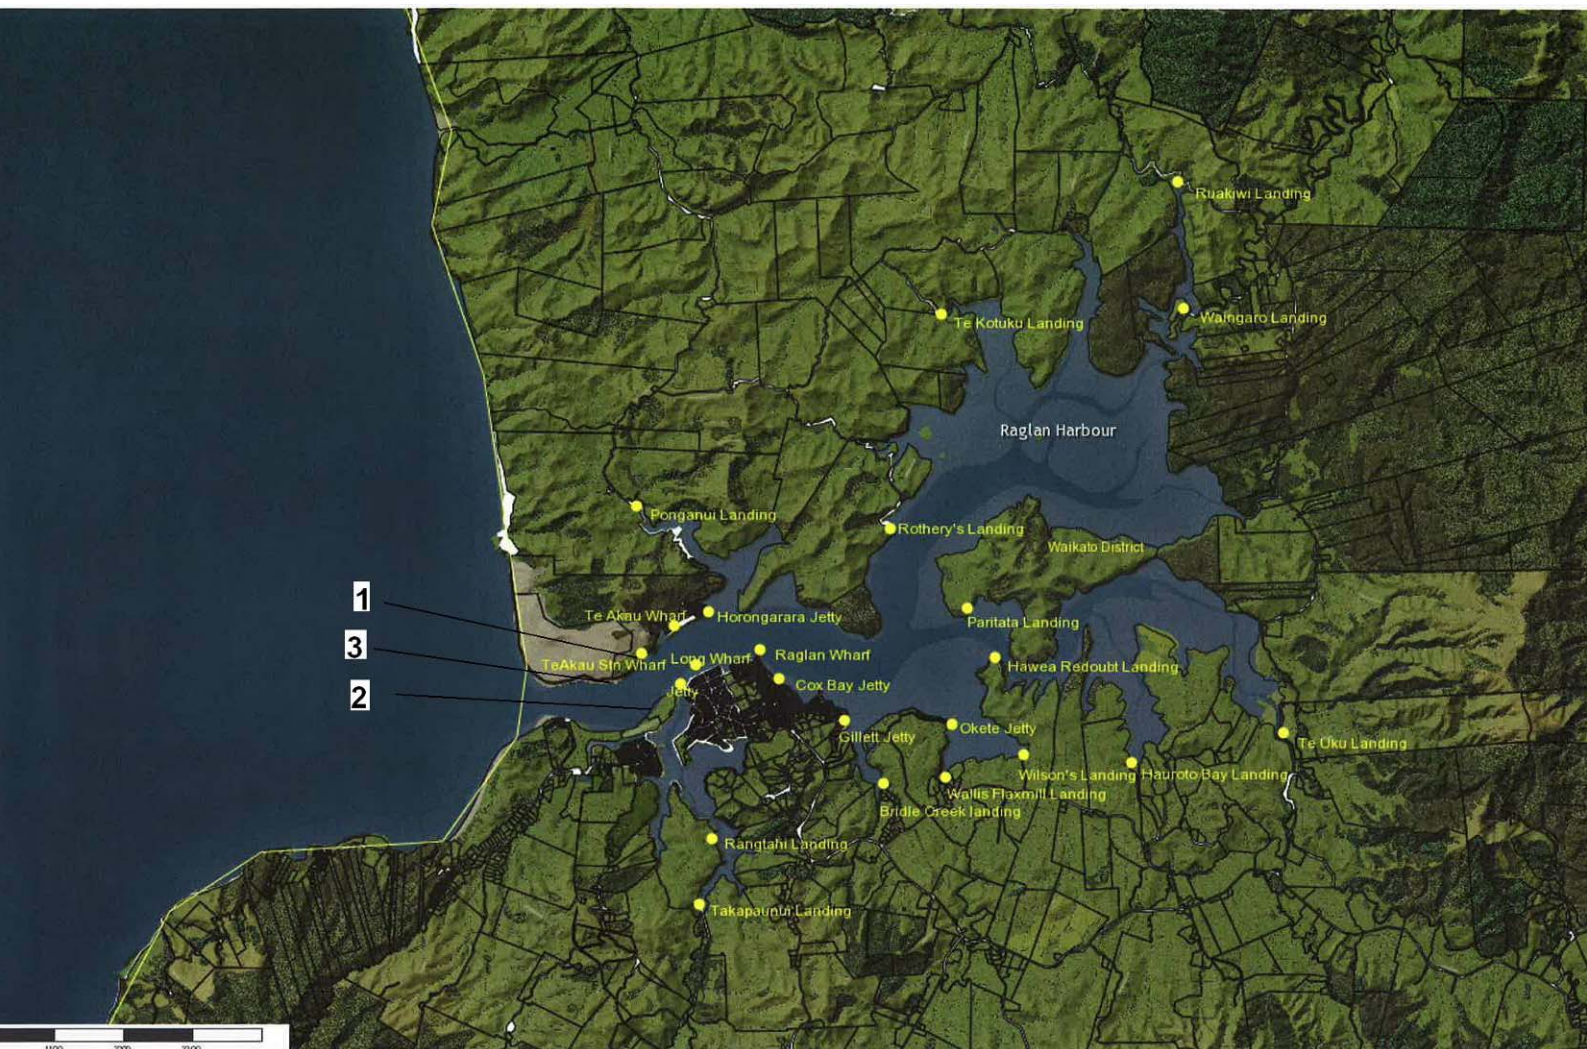 Ruakiwi Landing
Te Kotuku Landing
Waingaro Landing
Raglan Harbour
Ponganui Landing
Rothery's Landing
Waikato District
1
Te Akau Wharf
Horongarara Jetty
Paritata Landing
3
TeAkau Stn Wharf
Long Wharf
Raglan Wharf
Hawea Redoubt Landing
2
Jetty
Cox Bay Jetty
Gillett Jetty
Okete Jetty
Te Uku Landing
Wilson's Landing
Hauroto Bay Landing
Wallis Flaxmill Landing
Bridle Creek landing
Rangtahi Landing
Takapaunui Landing